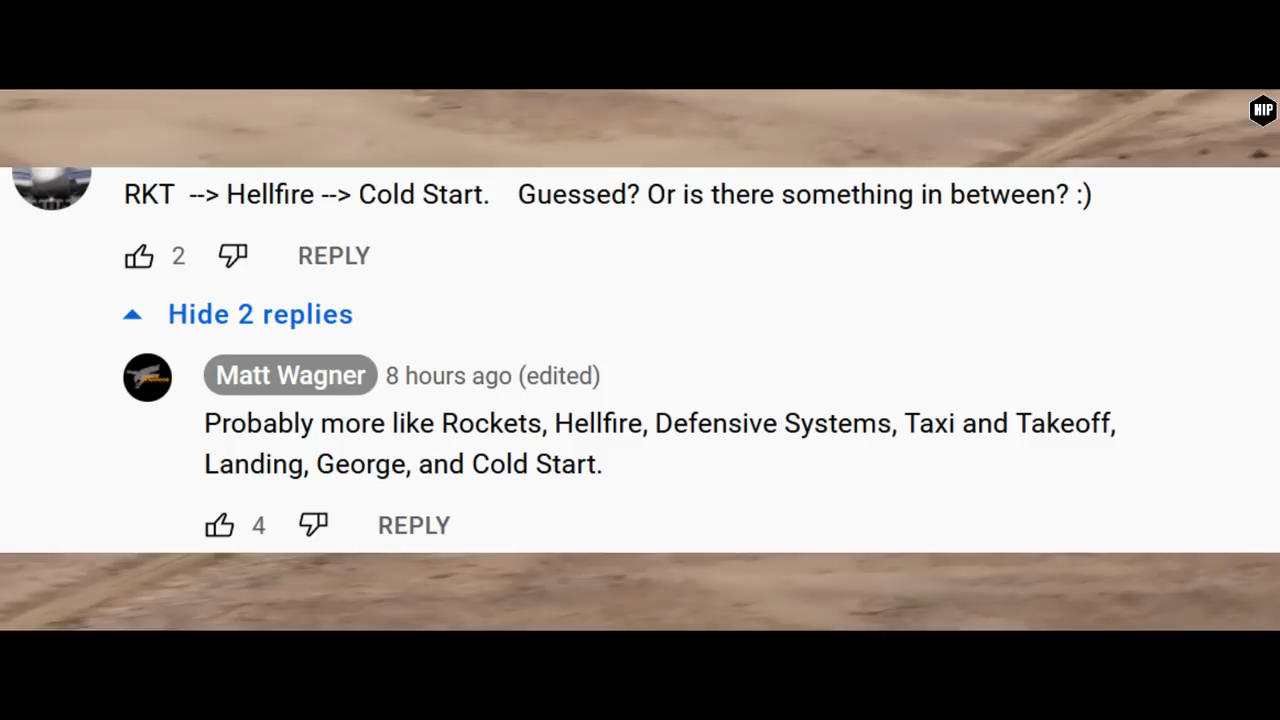 HIP
RKT --> Hellfire --> Cold Start. Guessed? Or is there something in between? :)
2 REPLY
Hide 2 replies
Matt Wagner 8 hours ago (edited)
Probably more like Rockets, Hellfire, Defensive Systems, Taxi and Takeoff,
Landing, George, and Cold Start.
4 REPLY